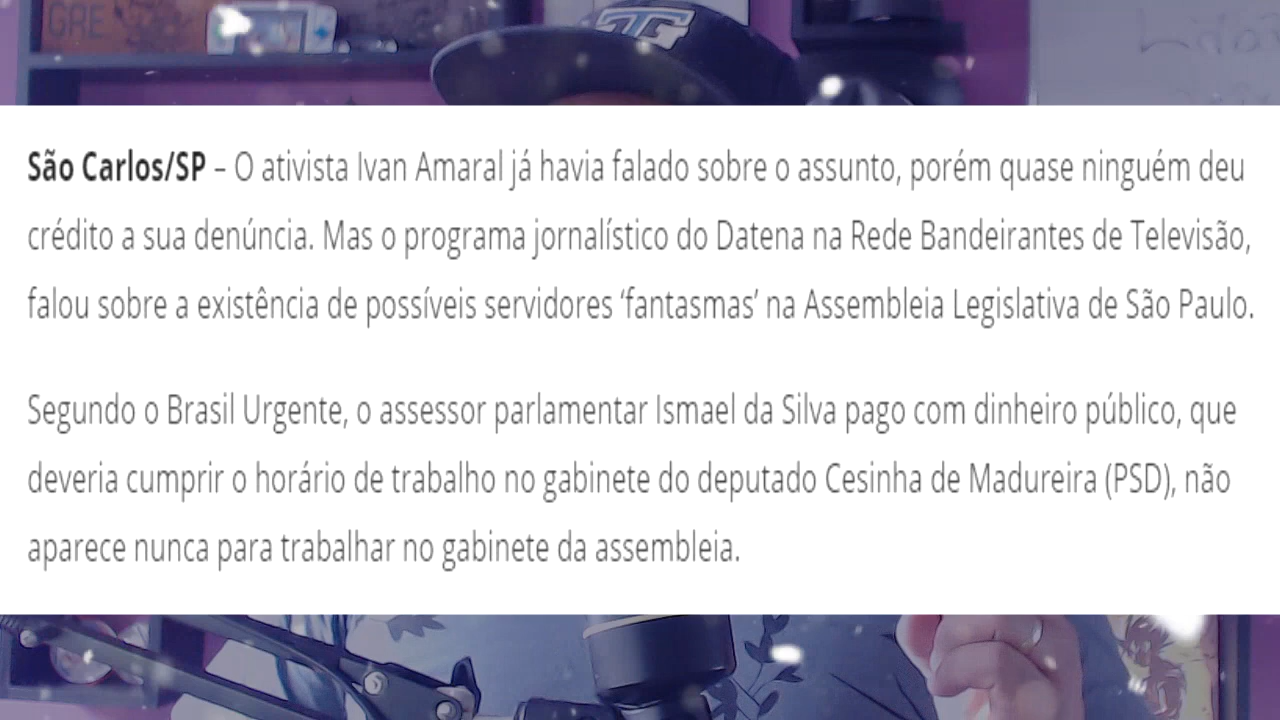 GRE
TG
São Carlos/SP – O ativista Ivan Amaral já havia falado sobre o assunto, porém quase ninguém deu
crédito a sua denúncia. Mas o programa jornalístico do Datena na Rede Bandeirantes de Televisão,
falou sobre a existência de possíveis servidores ‘fantasmas’ na Assembleia Legislativa de São Paulo.
Segundo o Brasil Urgente, o assessor parlamentar Ismael da Silva pago com dinheiro público, que
deveria cumprir o horário de trabalho no gabinete do deputado Cesinha de Madureira (PSD), não
aparece nunca para trabalhar no gabinete da assembleia.